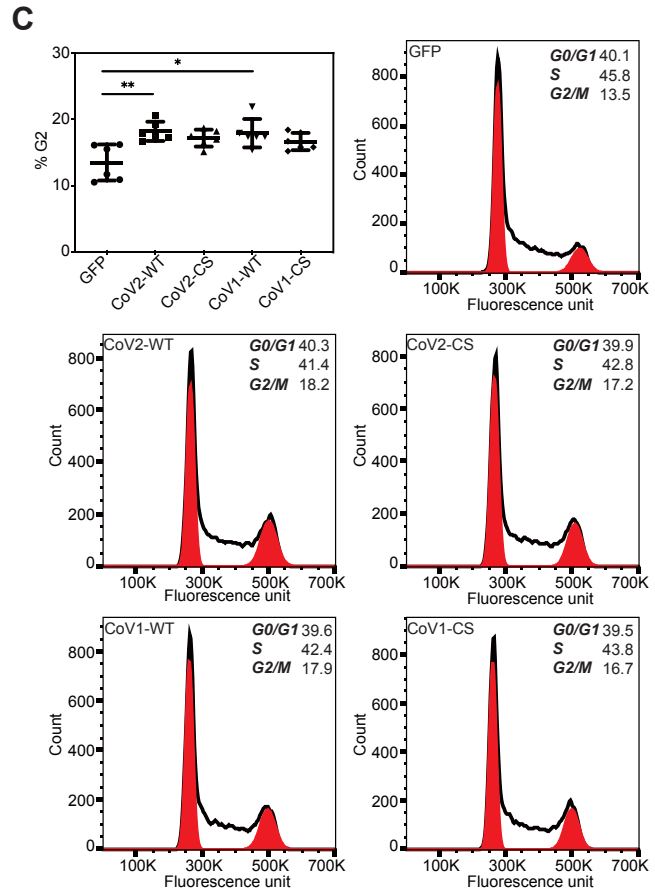 C
30
20
10
0
% G2
*
**
GFP
CoV2-WT
CoV2-CS
CoV1-WT
CoV1-CS
GFP
G0/G1 40.1
S 45.8
G2/M 13.5
800
600
400
200
0
Count
100K 300K 500K 700K
Fluorescence unit
CoV2-WT
G0/G1 40.3
S 41.4
G2/M 18.2
800
600
400
200
0
Count
100K 300K 500K 700K
Fluorescence unit
CoV2-CS
G0/G1 39.9
S 42.8
G2/M 17.2
800
600
400
200
0
Count
100K 300K 500K 700K
Fluorescence unit
CoV1-WT
G0/G1 39.6
S 42.4
G2/M 17.9
800
600
400
200
0
Count
100K 300K 500K 700K
Fluorescence unit
CoV1-CS
G0/G1 39.5
S 43.8
G2/M 16.7
800
600
400
200
0
Count
100K 300K 500K 700K
Fluorescence unit